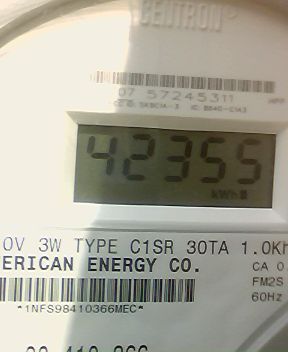 CENTRON
07 57245311
42355
kWh
0V 3W TYPE C1SR 30TA 1.0Kh
ERICAN ENERGY CO.
CA 0
FM2S
60Hz
*1NFS98410366MEC*